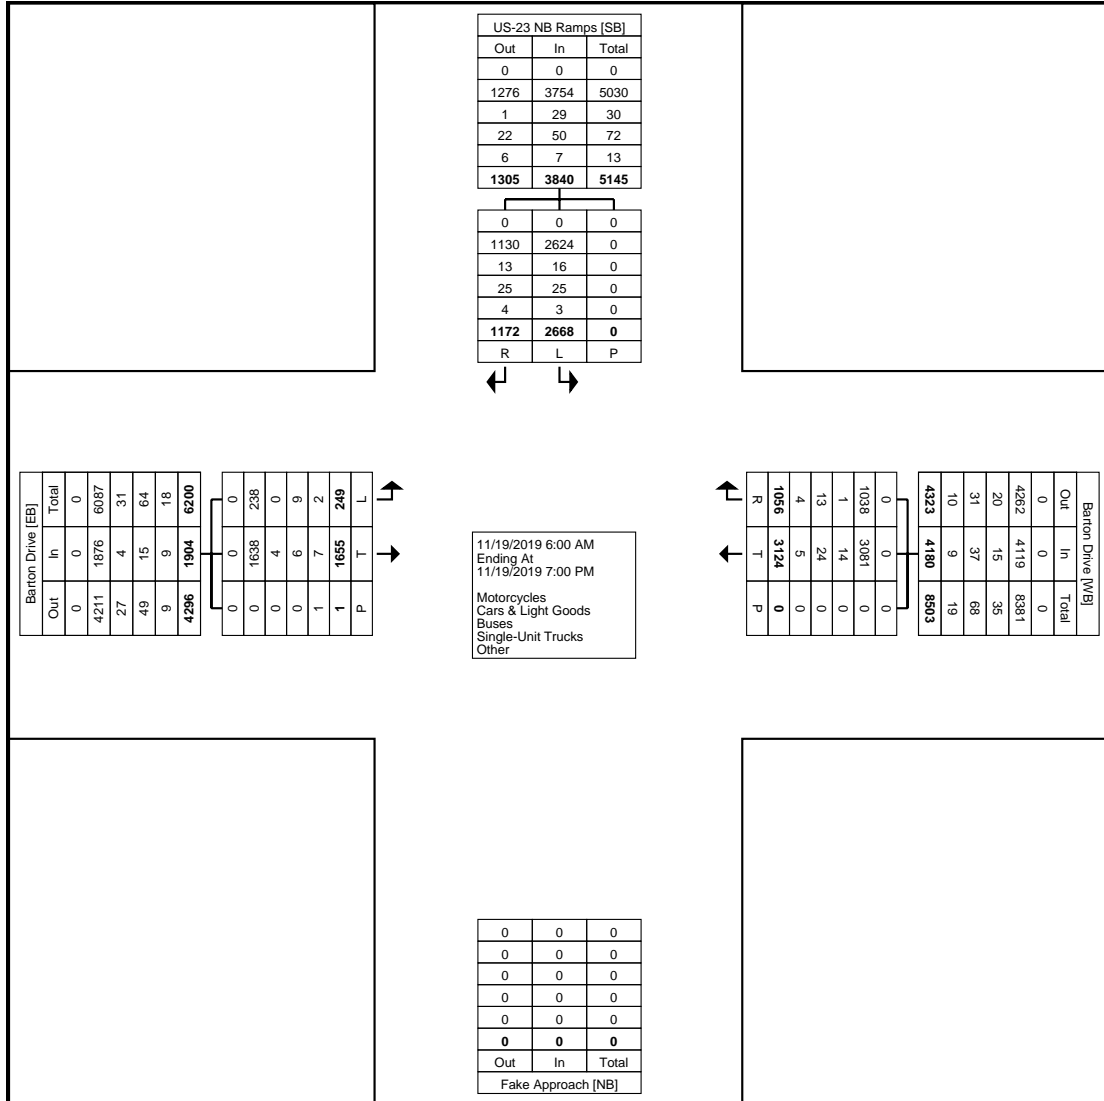 US-23 NB Ramps [SB]
Out In Total
0 0 0
1276 3754 5030
1 29 30
22 50 72
6 7 13
1305 3840 5145
0 0 0
1130 2624 0
13 16 0
25 25 0
4 3 0
1172 2668 0
R L P
Barton Drive [EB]
Out In Total
0 0 0
4211 1876 6087
27 4 31
49 15 64
9 9 18
4296 1904 6200
0 0 0
0 1638 238
0 4 0
0 6 9
1 7 2
1 1655 249
P T L
11/19/2019 6:00 AM
Ending At
11/19/2019 7:00 PM
Motorcycles
Cars & Light Goods
Buses
Single-Unit Trucks
Other
Barton Drive [WB]
Out In Total
0 0 0
4262 4119 8381
20 15 35
31 37 68
10 9 19
4323 4180 8503
0 0 0
1038 3081 0
1 14 0
13 24 0
4 5 0
1056 3124 0
R T P
0 0 0
0 0 0
0 0 0
0 0 0
0 0 0
0 0 0
Out In Total
Fake Approach [NB]